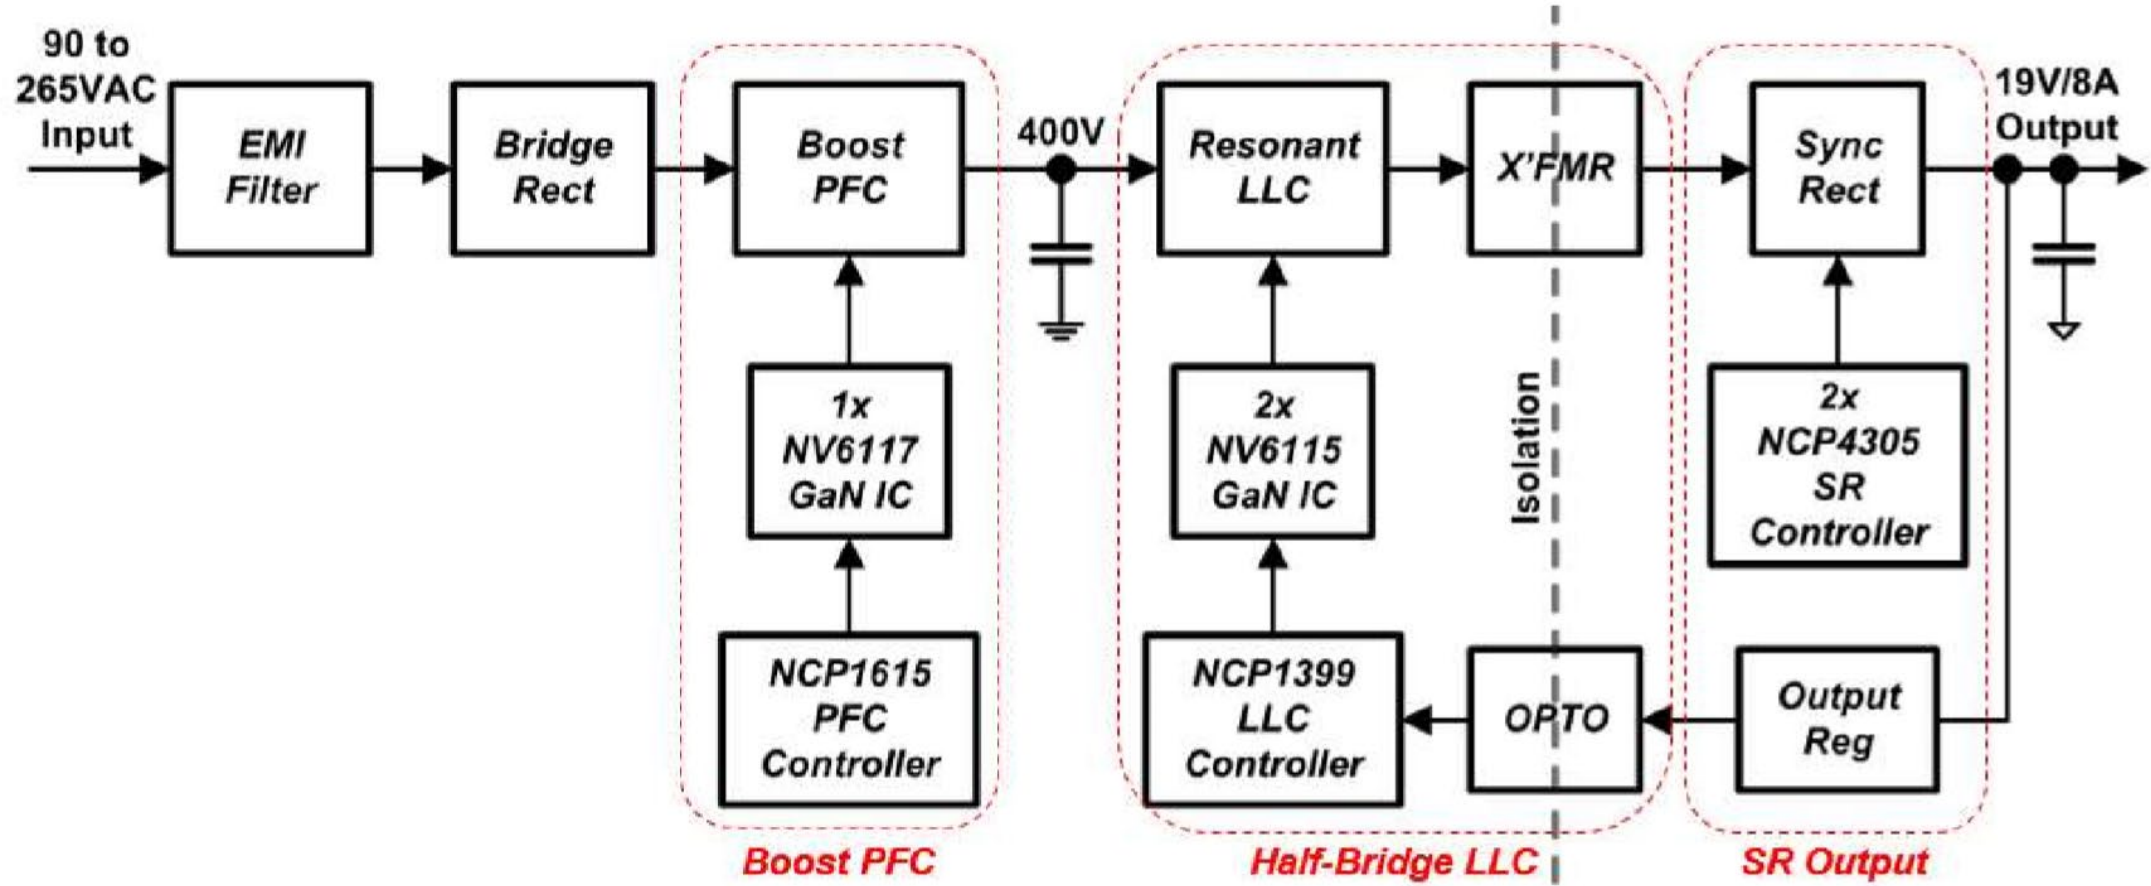 90 to
265VAC
Input
EMI
Filter
Bridge
Rect
Boost
PFC
400V
Resonant
LLC
X'FMR
Sync
Rect
19V/8A
Output
1x
NV6117
GaN IC
2x
NV6115
GaN IC
Isolation
2x
NCP4305
SR
Controller
NCP1615
PFC
Controller
NCP1399
LLC
Controller
OPTO
Output
Reg
Boost PFC
Half-Bridge LLC
SR Output